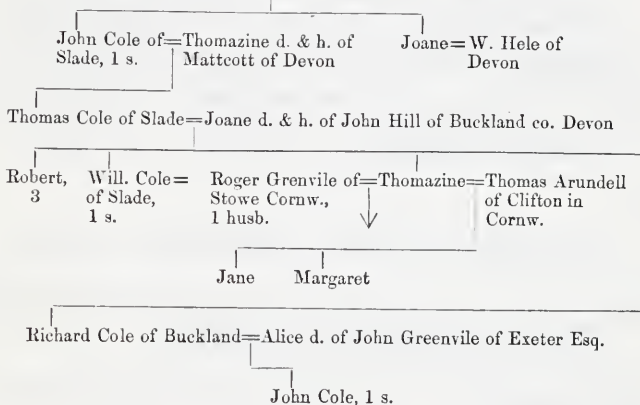 John Cole of=Thomazine d. & h. of Joane=W. Hele of
Slade, 1 s. Mattcott of Devon Devon
Thomas Cole of Slade=Joane d. & h. of John Hill of Buckland co. Devon
Robert, Will. Cole= Roger Grenvile of=Thomazine=Thomas Arundell
3 of Slade, Stowe Cornw., of Clifton in
1 s. 1 husb. Cornw.
Jane Margaret
Richard Cole of Buckland=Alice d. of John Greenvile of Exeter Esq.
John Cole, 1 s.